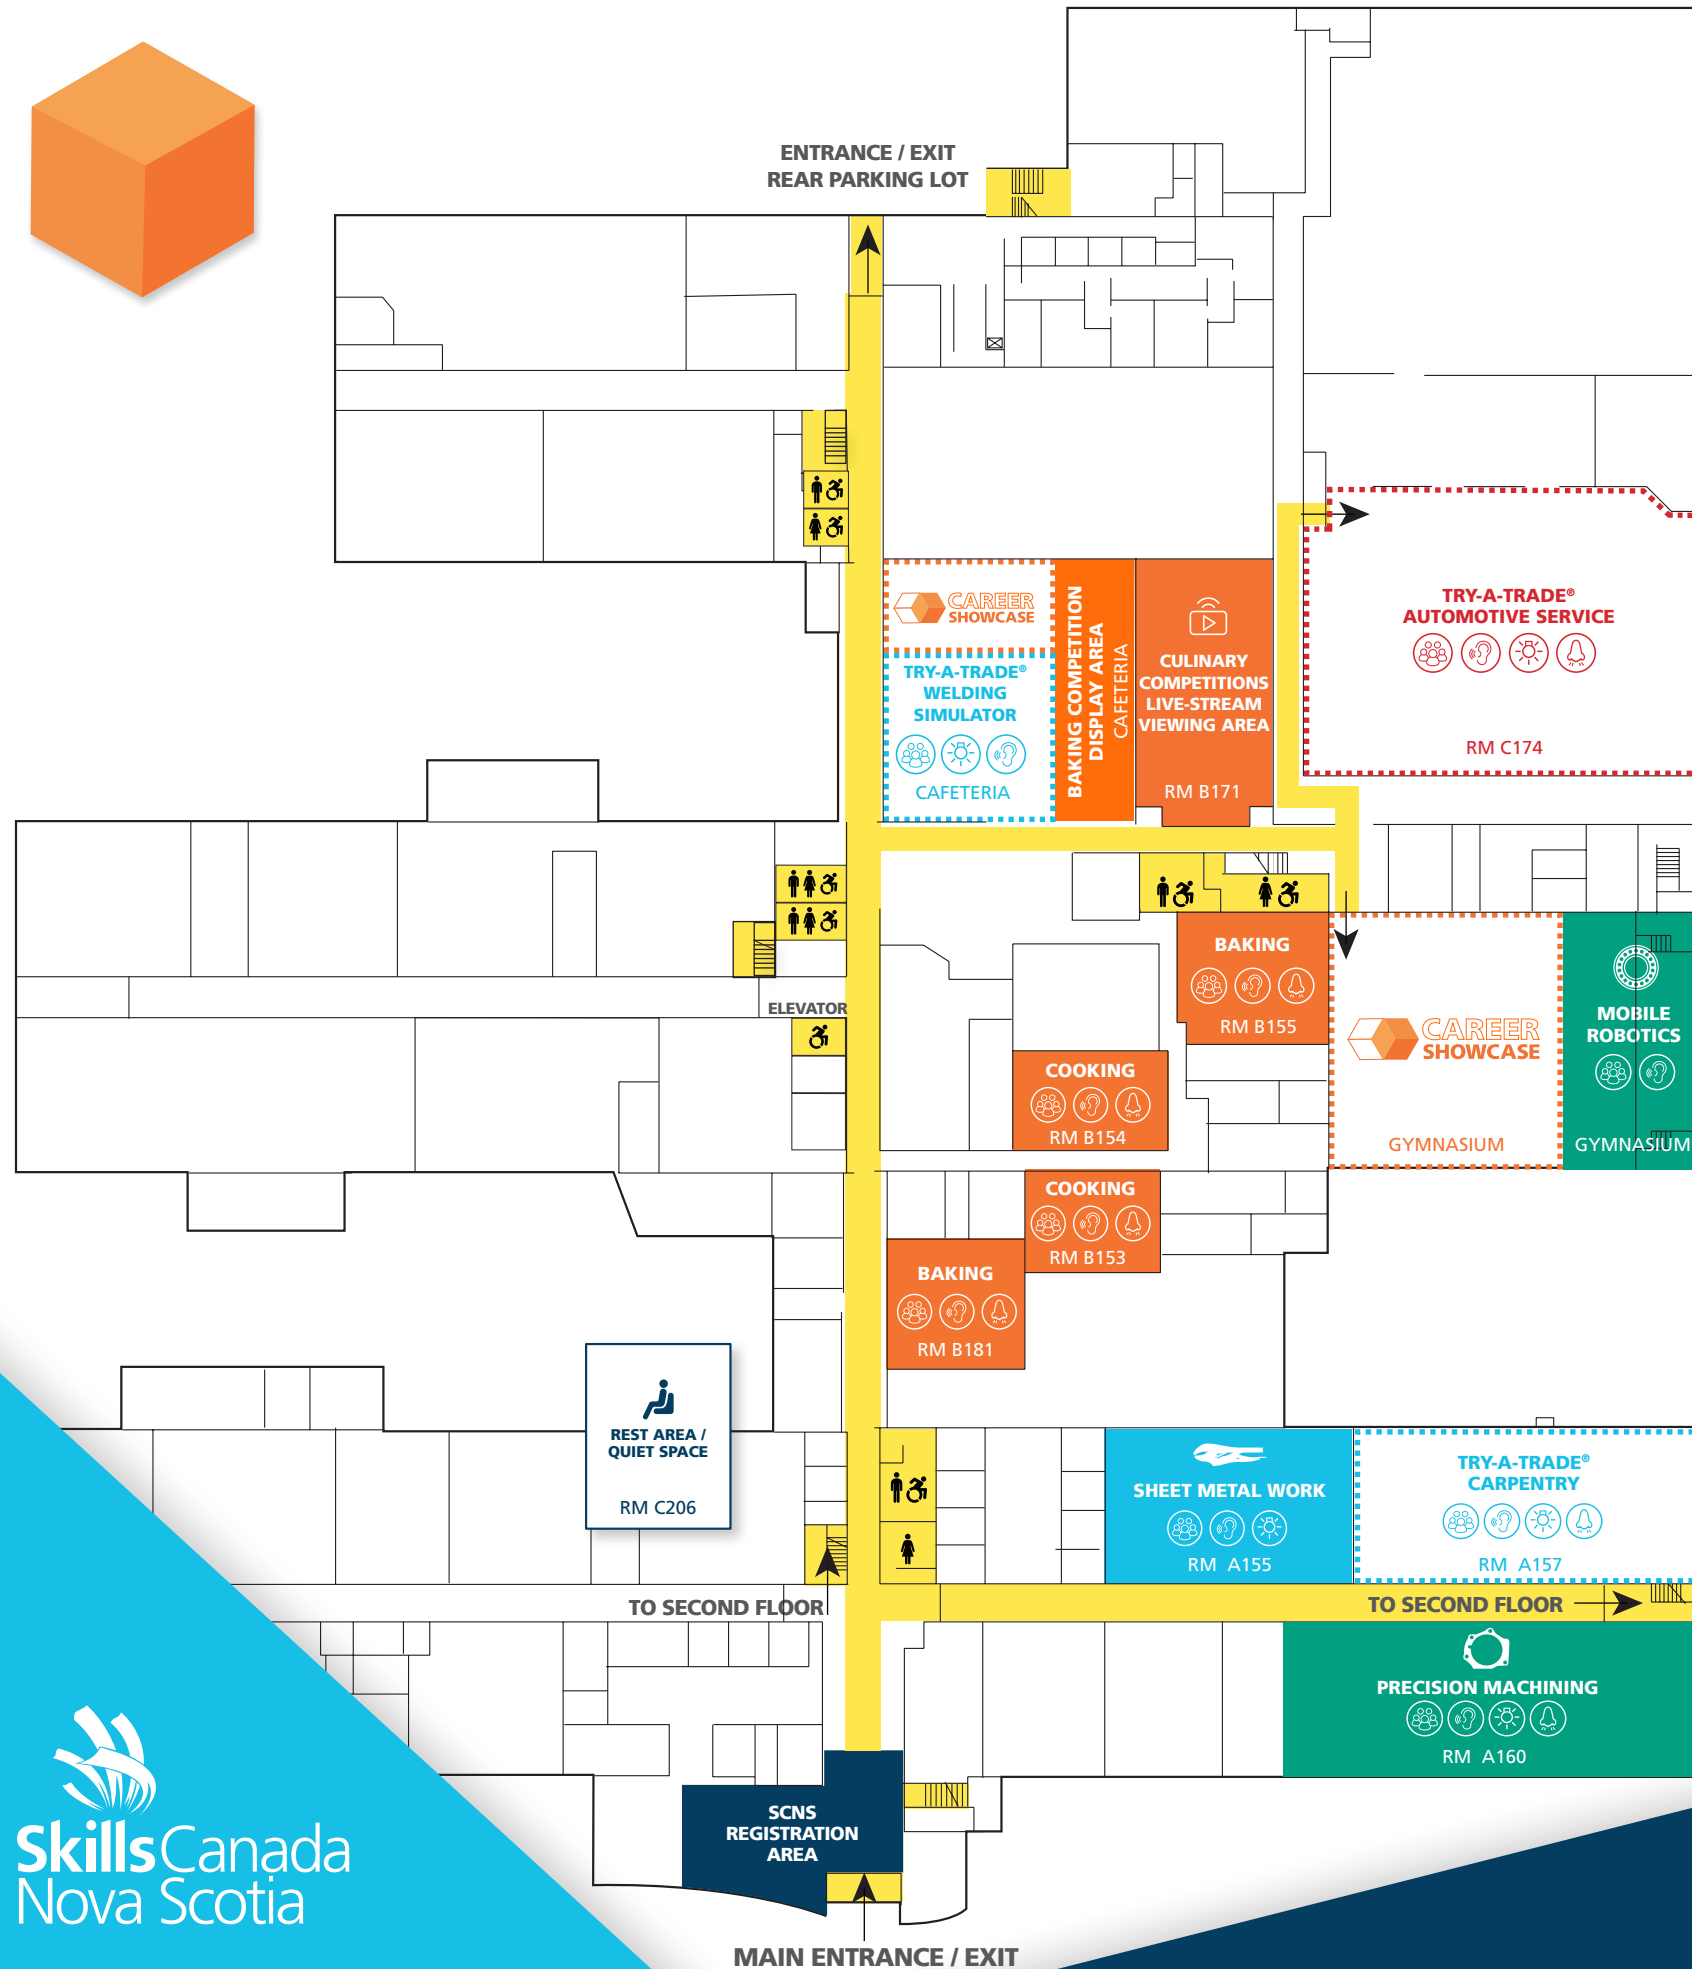 ENTRANCE / EXIT
REAR PARKING LOT
CAREER
SHOWCASE
TRY-A-TRADE®
WELDING
SIMULATOR
CAFETERIA
BAKING COMPETITION
DISPLAY AREA
CAFETERIA
CULINARY
COMPETITIONS
LIVE-STREAM
VIEWING AREA
RM B171
TRY-A-TRADE®
AUTOMOTIVE SERVICE
RM C174
BAKING
RM B155
CAREER
SHOWCASE
GYMNASIUM
MOBILE
ROBOTICS
GYMNASIUM
ELEVATOR
COOKING
RM B154
COOKING
RM B153
BAKING
RM B181
REST AREA /
QUIET SPACE
RM C206
SHEET METAL WORK
RM A155
TRY-A-TRADE®
CARPENTRY
RM A157
TO SECOND FLOOR
TO SECOND FLOOR
PRECISION MACHINING
RM A160
SCNS
REGISTRATION
AREA
Skills Canada
Nova Scotia
MAIN ENTRANCE / EXIT